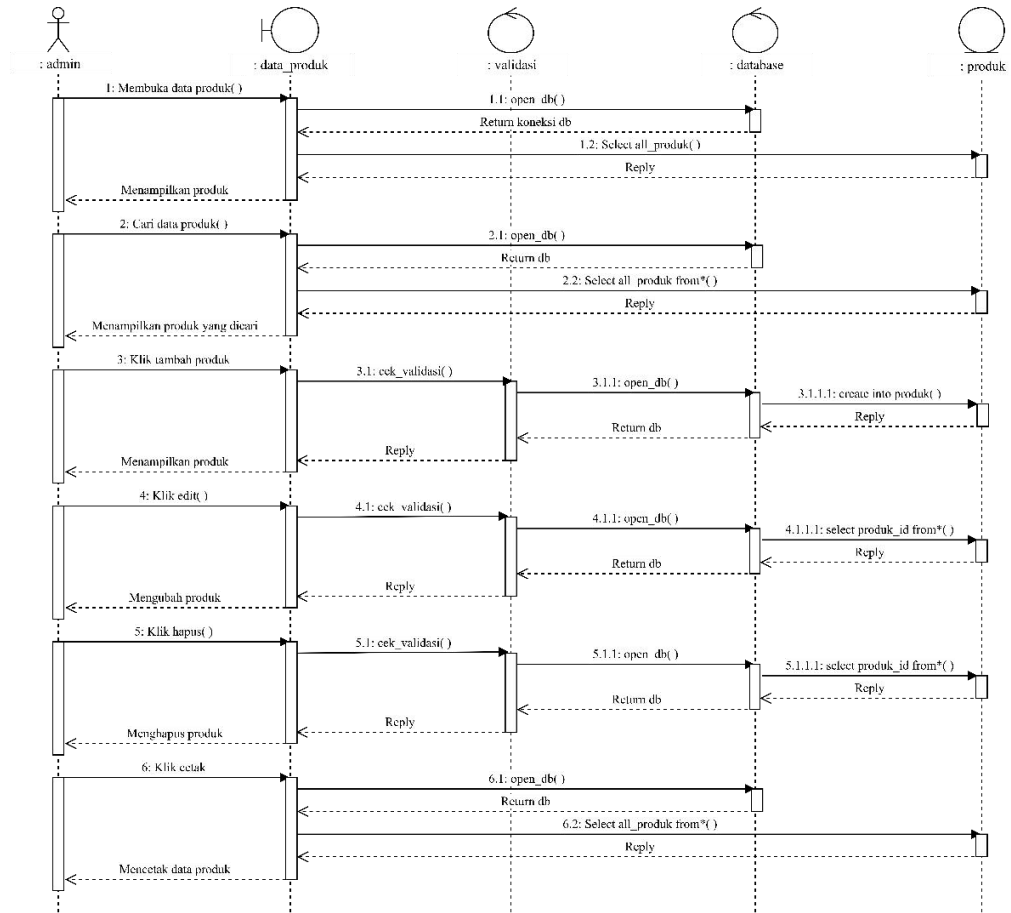 : admin
: data_produk
: validasi
: database
: produk
1: Membuka data produk( )
1.1: open_db( )
Return koneksi db
1.2: Select all_produk( )
Reply
Menampilkan produk
2: Cari data produk( )
2.1: open_db( )
Return db
2.2: Select all_produk from*( )
Reply
Menampilkan produk yang dicari
3: Klik tambah produk
3.1: cek_validasi( )
3.1.1: open_db( )
3.1.1.1: create into produk( )
Reply
Return db
Reply
Menampilkan produk
4: Klik edit( )
4.1: cek_validasi( )
4.1.1: open_db( )
4.1.1.1: select produk_id from*( )
Reply
Return db
Reply
Mengubah produk
5: Klik hapus( )
5.1: cek_validasi( )
5.1.1: open_db( )
5.1.1.1: select produk_id from*( )
Reply
Return db
Reply
Menghapus produk
6: Klik cetak
6.1: open_db( )
Return db
6.2: Select all_produk from*( )
Reply
Mencetak data produk